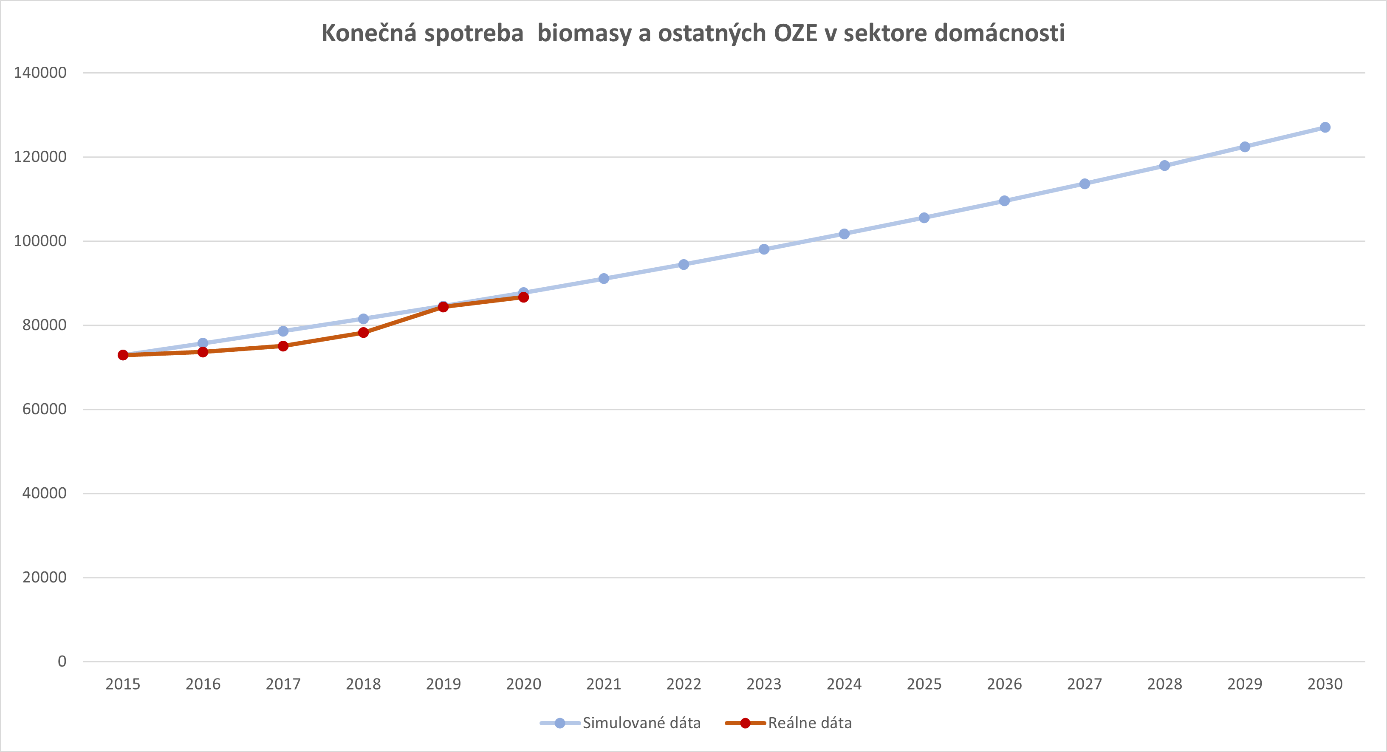 Konečná spotreba  biomasy a ostatných OZE v sektore domácnosti
140000
120000
100000
80000
60000
40000
20000
0
2015 2016 2017 2018 2019 2020 2021 2022 2023 2024 2025 2026 2027 2028 2029 2030
Simulované dáta Reálne dáta